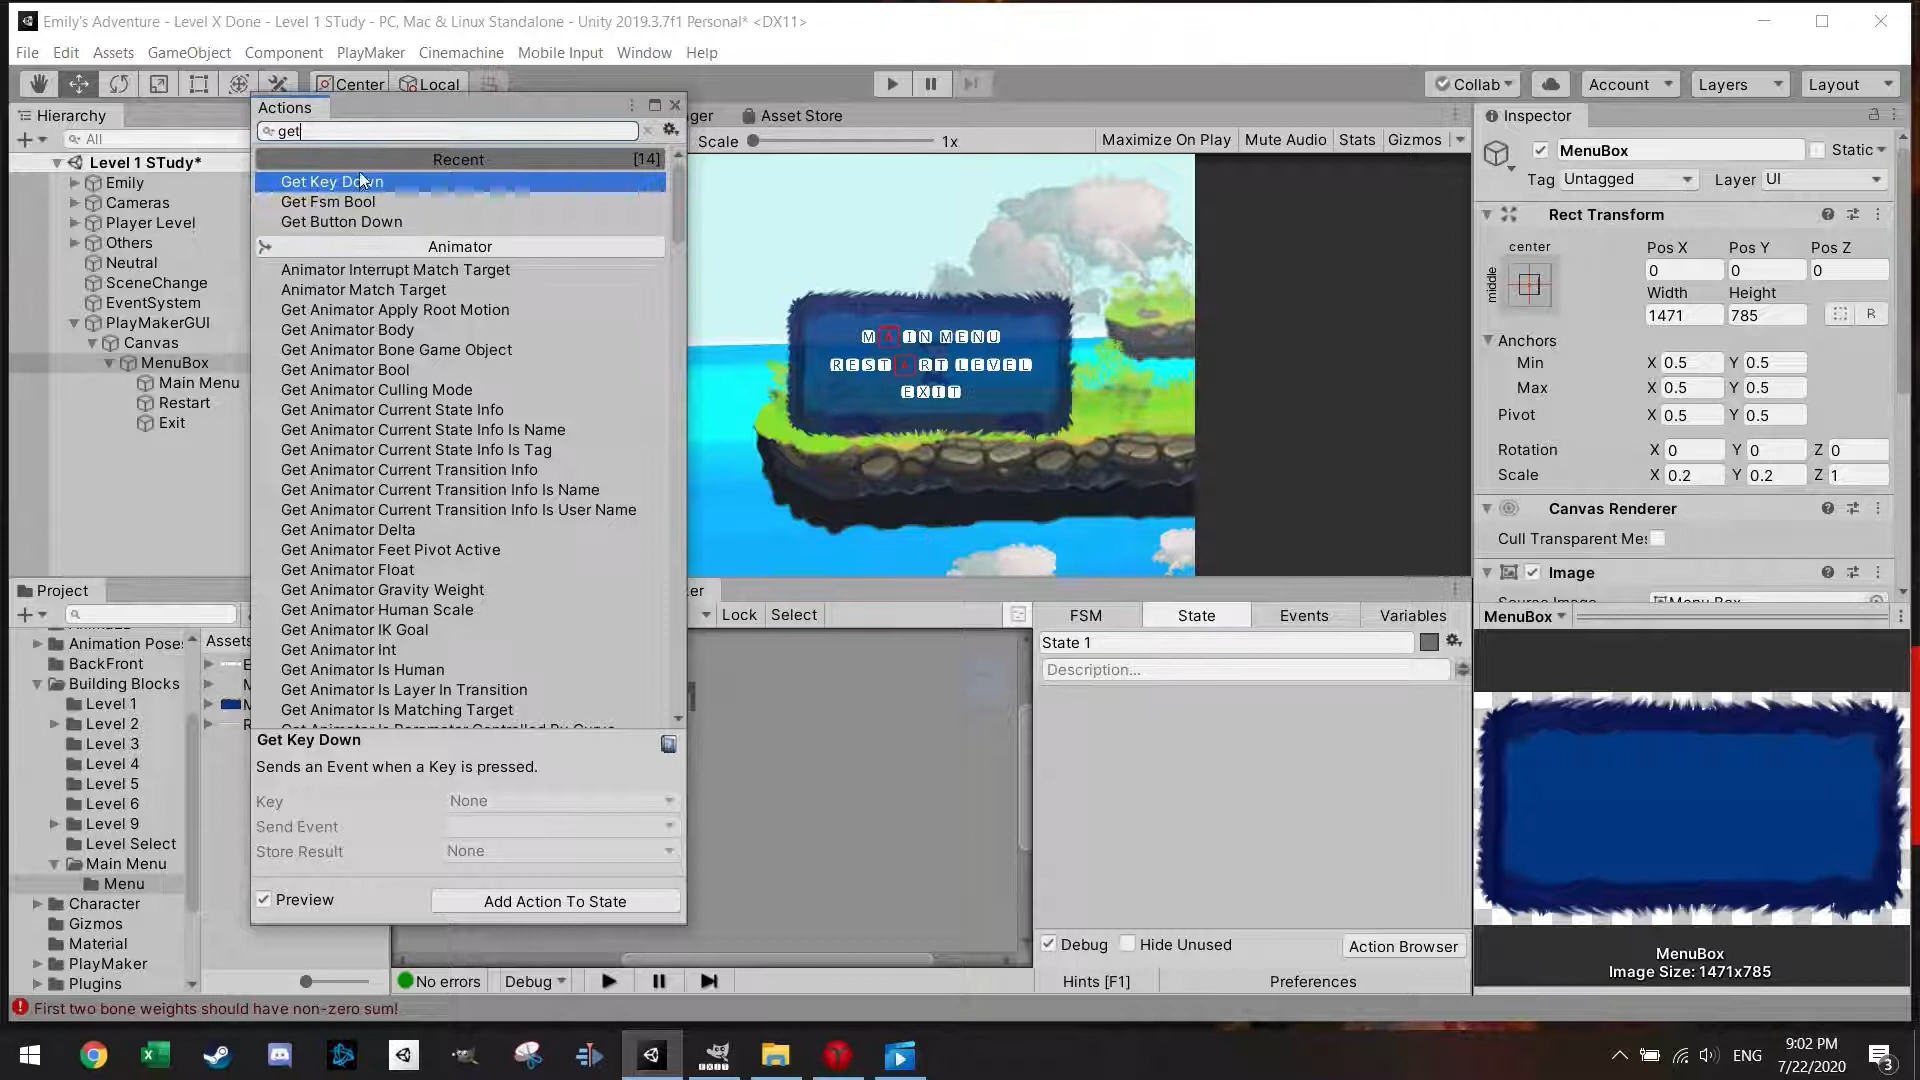 Emily's Adventure - Level X Done - Level 1 STudy - PC, Mac & Linux Standalone - Unity 2019.3.7f1 Personal* <DX11>
File Edit Assets GameObject Component PlayMaker Cinemachine Mobile Input Window Help
Center Local Collab Account Layers Layout
Hierarchy
All
Level 1 STudy*
Emily
Cameras
Player Level
Others
Neutral
SceneChange
EventSystem
PlayMakerGUI
Canvas
MenuBox
Main Menu
Restart
Exit
Actions
get
Recent [14]
Get Key Down
Get Fsm Bool
Get Button Down
Animator
Animator Interrupt Match Target
Animator Match Target
Get Animator Apply Root Motion
Get Animator Body
Get Animator Bone Game Object
Get Animator Bool
Get Animator Culling Mode
Get Animator Current State Info
Get Animator Current State Info Is Name
Get Animator Current State Info Is Tag
Get Animator Current Transition Info
Get Animator Current Transition Info Is Name
Get Animator Current Transition Info Is User Name
Get Animator Delta
Get Animator Feet Pivot Active
Get Animator Float
Get Animator Gravity Weight
Get Animator Human Scale
Get Animator IK Goal
Get Animator Int
Get Animator Is Human
Get Animator Is Layer In Transition
Get Animator Is Matching Target
Get Key Down
Sends an Event when a Key is pressed.
Key None
Send Event
Store Result None
Preview Add Action To State
Asset Store
Scale 1x Maximize On Play Mute Audio Stats Gizmos
MAIN MENU
RESTART LEVEL
EXIT
Inspector
MenuBox Static
Tag Untagged Layer UI
Rect Transform
center
middle
Pos X Pos Y Pos Z
0 0 0
Width Height
1471 785 R
Anchors
Min X 0.5 Y 0.5
Max X 0.5 Y 0.5
Pivot X 0.5 Y 0.5
Rotation X 0 Y 0 Z 0
Scale X 0.2 Y 0.2 Z 1
Canvas Renderer
Cull Transparent Me
Image
MenuBox
MenuBox
Image Size: 1471x785
Project
Animation Pose
BackFront
Building Blocks
Level 1
Level 2
Level 3
Level 4
Level 5
Level 6
Level 9
Level Select
Main Menu
Menu
Character
Gizmos
Material
PlayMaker
Plugins
Assets
Lock Select
FSM State Events Variables
State 1
Description...
Debug Hide Unused Action Browser
No errors Debug Hints [F1] Preferences
First two bone weights should have non-zero sum!
ENG
9:02 PM
7/22/2020
3